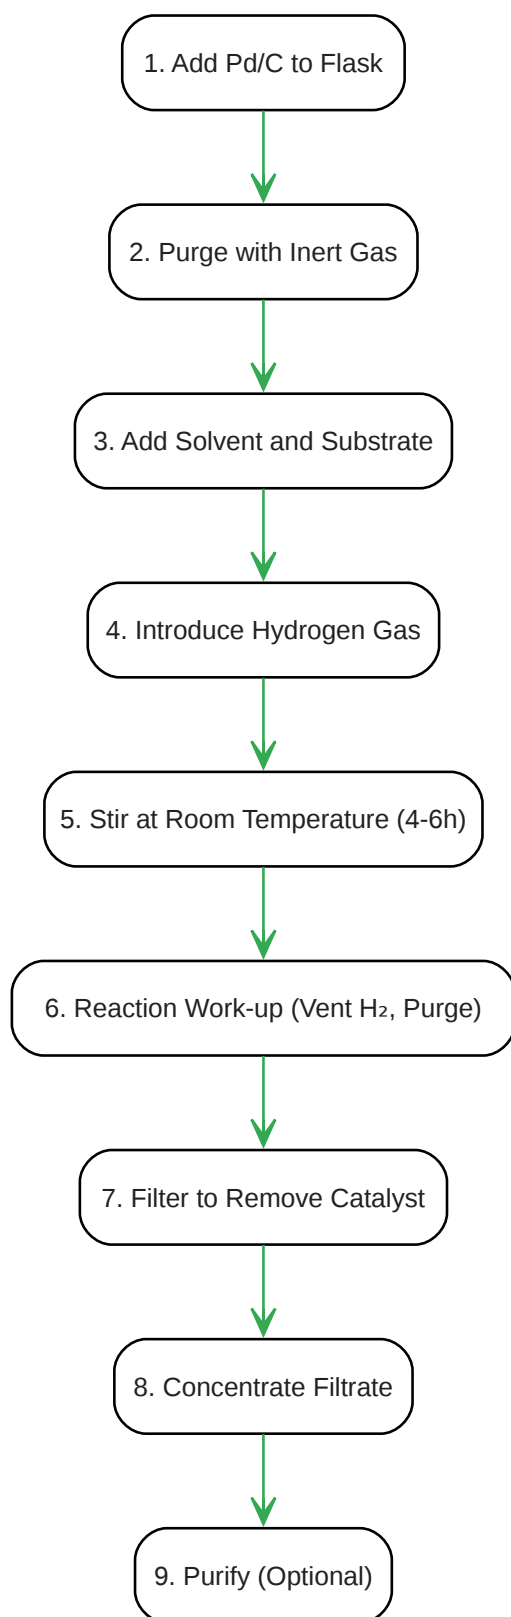 1. Add Pd/C to Flask
2. Purge with Inert Gas
3. Add Solvent and Substrate
4. Introduce Hydrogen Gas
5. Stir at Room Temperature (4-6h)
6. Reaction Work-up (Vent H₂, Purge)
7. Filter to Remove Catalyst
8. Concentrate Filtrate
9. Purify (Optional)